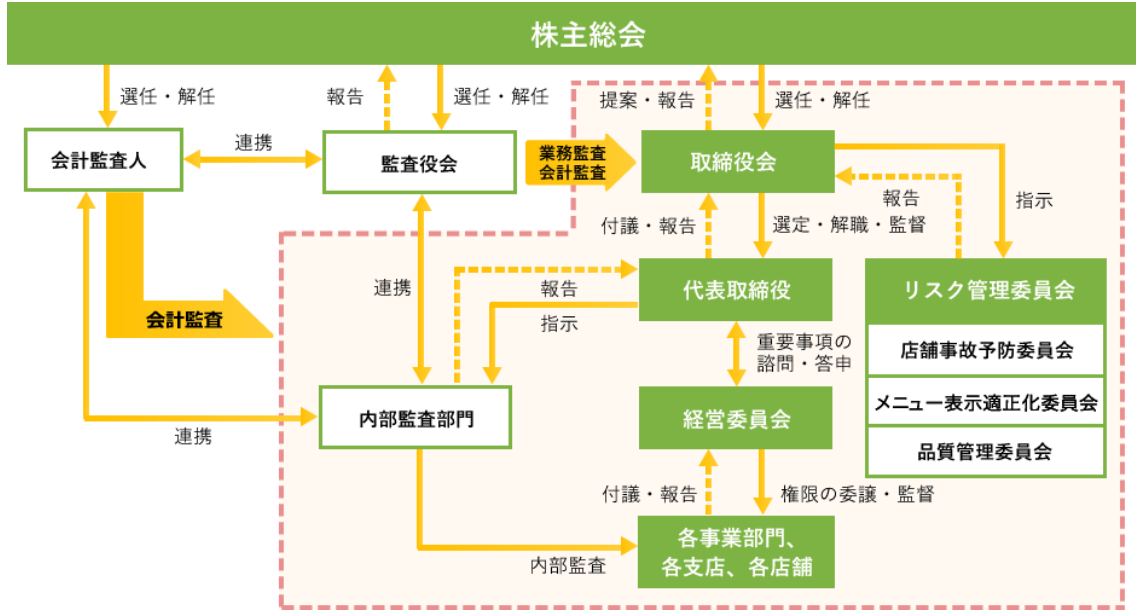 株主総会
選任・解任
報告
選任・解任
提案・報告
選任・解任
会計監査人
連携
監査役会
業務監査
会計監査
取締役会
報告
指示
付議・報告
選定・解職・監督
連携
報告
指示
代表取締役
リスク管理委員会
会計監査
店舗事故予防委員会
重要事項の
諮問・答申
メニュー表示適正化委員会
内部監査部門
経営委員会
連携
品質管理委員会
付議・報告
権限の委譲・監督
各事業部門、
各支店、各店舗
内部監査